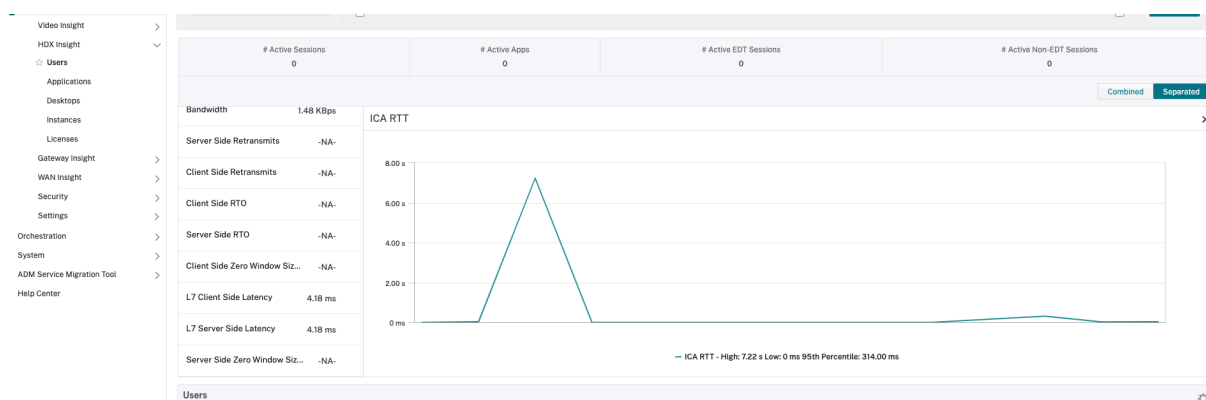 Video Insight
HDX Insight
Users
Applications
Desktops
Instances
Licenses
Gateway Insight
WAN Insight
Security
Settings
Orchestration
System
ADM Service Migration Tool
Help Center
# Active Sessions
0
# Active Apps
0
# Active EDT Sessions
0
# Active Non-EDT Sessions
0
Combined Separated
Bandwidth 1.48 KBps
Server Side Retransmits -NA-
Client Side Retransmits -NA-
Client Side RTO -NA-
Server Side RTO -NA-
Client Side Zero Window Siz... -NA-
L7 Client Side Latency 4.18 ms
L7 Server Side Latency 4.18 ms
Server Side Zero Window Siz... -NA-
ICA RTT
8.00 s
6.00 s
4.00 s
2.00 s
0 ms
ICA RTT - High: 7.22 s Low: 0 ms 95th Percentile: 314.00 ms
Users